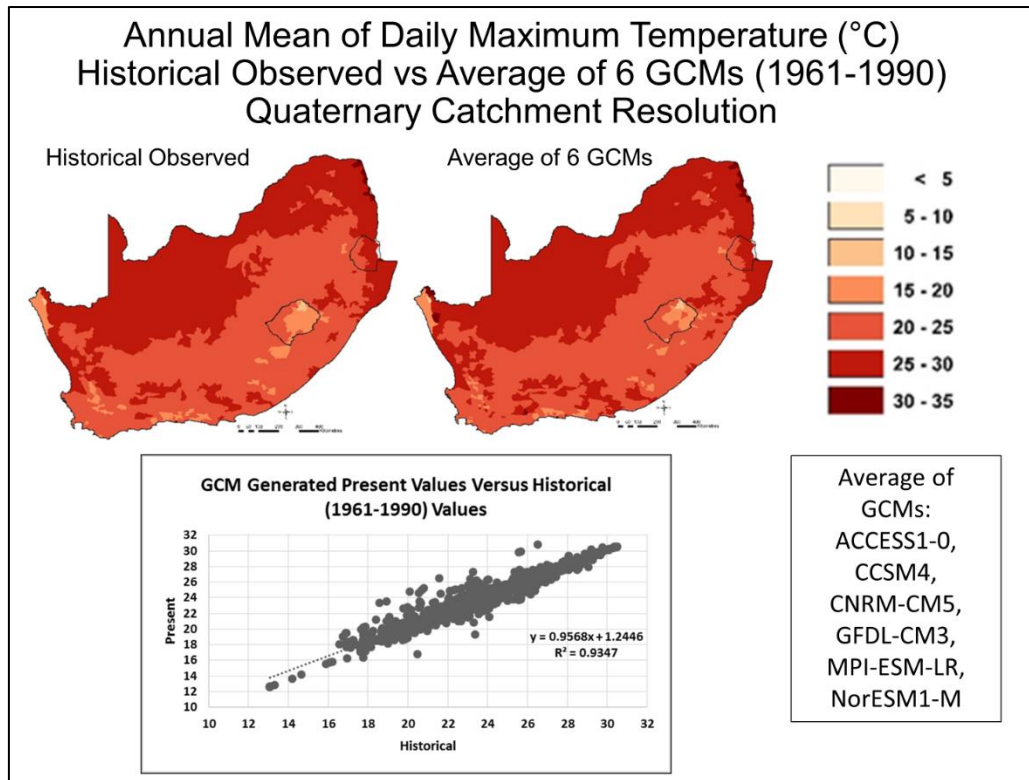 Annual Mean of Daily Maximum Temperature (°C)
Historical Observed vs Average of 6 GCMs (1961-1990)
Quaternary Catchment Resolution
Historical Observed
Average of 6 GCMs
< 5
5 - 10
10 - 15
15 - 20
20 - 25
25 - 30
30 - 35
GCM Generated Present Values Versus Historical
(1961-1990) Values
Present
32
30
28
26
24
22
20
18
16
14
12
10
y = 0.9568x + 1.2446
R² = 0.9347
10 12 14 16 18 20 22 24 26 28 30 32
Historical
Average of
GCMs:
ACCESS1-0,
CCSM4,
CNRM-CM5,
GFDL-CM3,
MPI-ESM-LR,
NorESM1-M